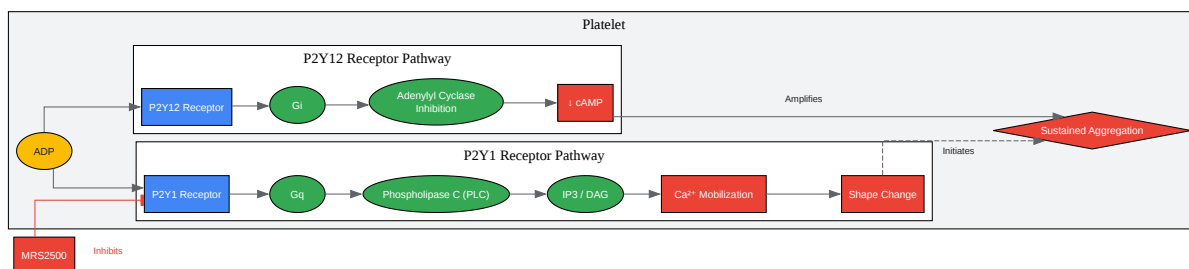 Platelet
P2Y12 Receptor Pathway
P2Y12 Receptor
Gi
Adenylyl Cyclase
Inhibition
↓ cAMP
Amplifies
Sustained Aggregation
ADP
Initiates
P2Y1 Receptor Pathway
P2Y1 Receptor
Gq
Phospholipase C (PLC)
IP3 / DAG
Ca²⁺ Mobilization
Shape Change
MRS2500
Inhibits